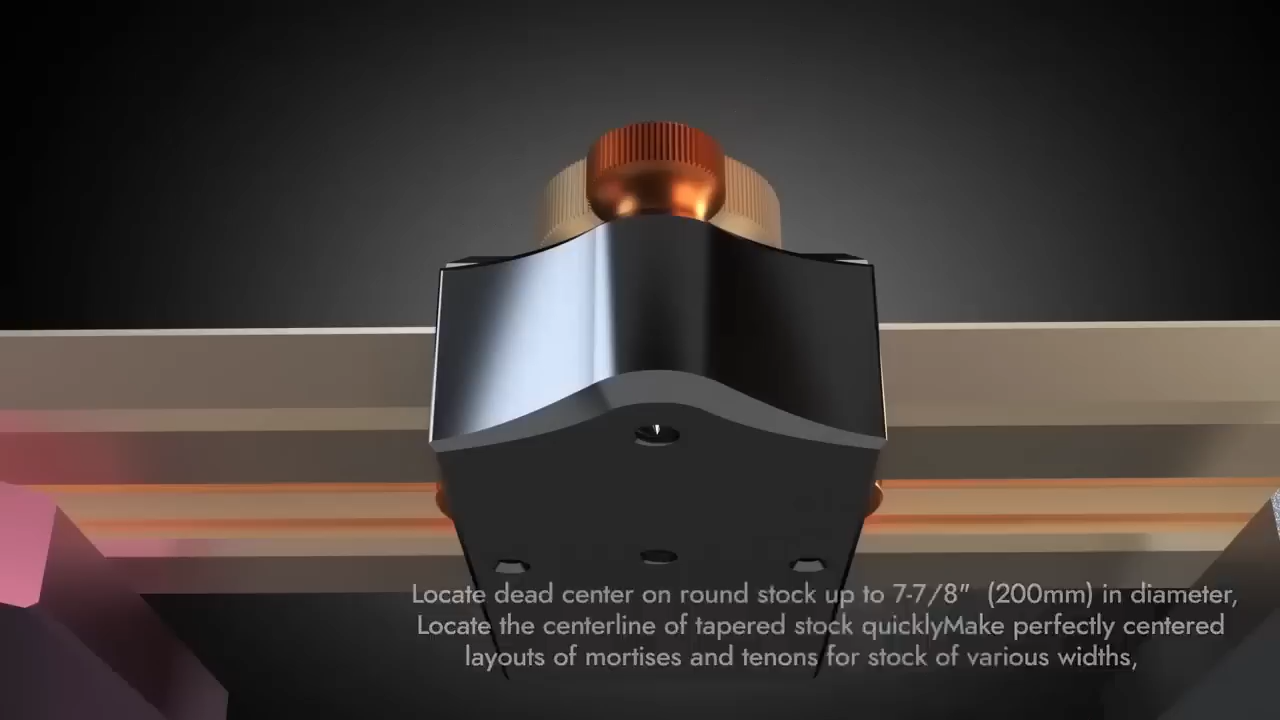 Locate dead center on round stock up to 7-7/8” (200mm) in diameter,
Locate the centerline of tapered stock quicklyMake perfectly centered
layouts of mortises and tenons for stock of various widths,